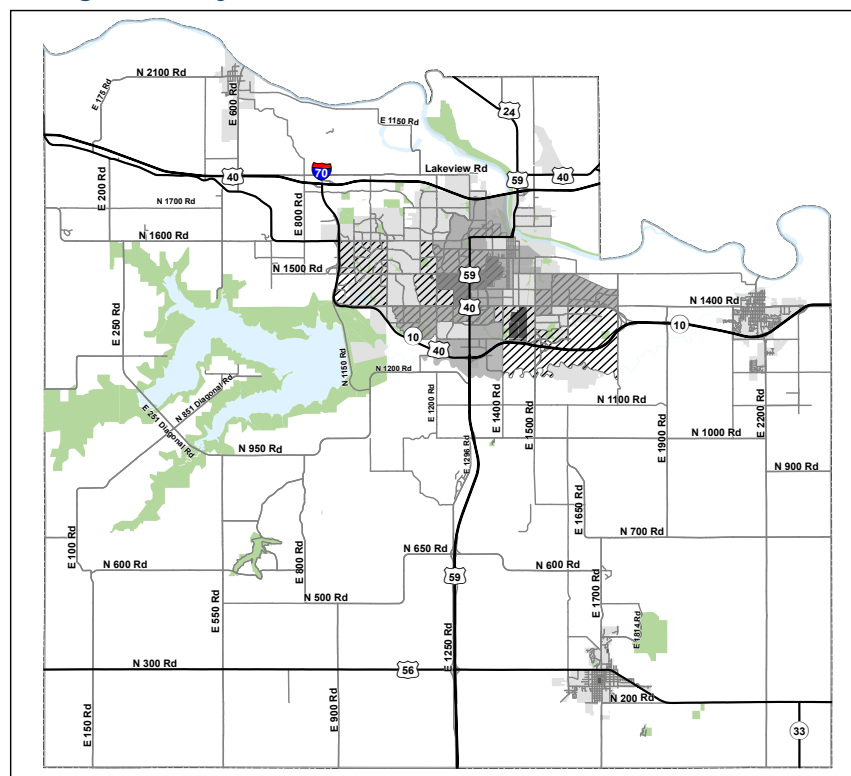 N 2100 Rd
E 175 Rd
E 600 Rd
24
E 1150 Rd
Lakeview Rd
70
40
59
40
E 200 Rd
N 1700 Rd
E 800 Rd
N 1600 Rd
N 1500 Rd
59
40
N 1400 Rd
E 250 Rd
10
10
40
N 1150 Rd
N 1200 Rd
N 851 Diagonal Rd
E 251 Diagonal Rd
E 1200 Rd
E 1400 Rd
E 1500 Rd
N 1100 Rd
E 1900 Rd
E 2200 Rd
N 1000 Rd
N 950 Rd
E 1296 Rd
N 900 Rd
E 1650 Rd
E 100 Rd
N 700 Rd
N 600 Rd
E 800 Rd
N 650 Rd
N 600 Rd
59
E 550 Rd
N 500 Rd
E 1700 Rd
E 1814 Rd
E 1250 Rd
N 300 Rd
56
N 200 Rd
E 150 Rd
E 900 Rd
33